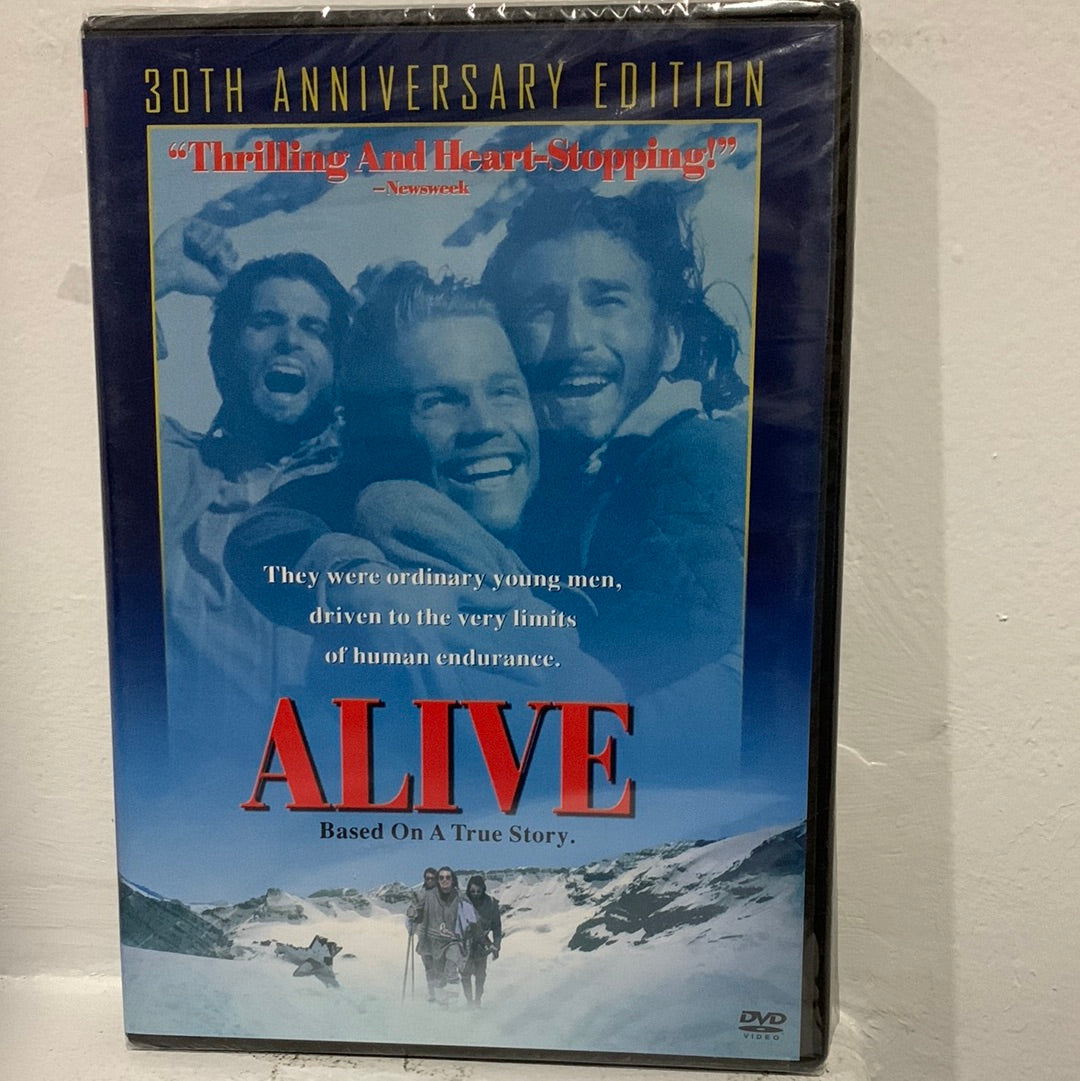 30TH ANNIVERSARY EDITION
“Thrilling And Heart-Stopping!”
–Newsweek
They were ordinary young men,
driven to the very limits
of human endurance.
ALIVE
Based On A True Story.
DVD
VIDEO